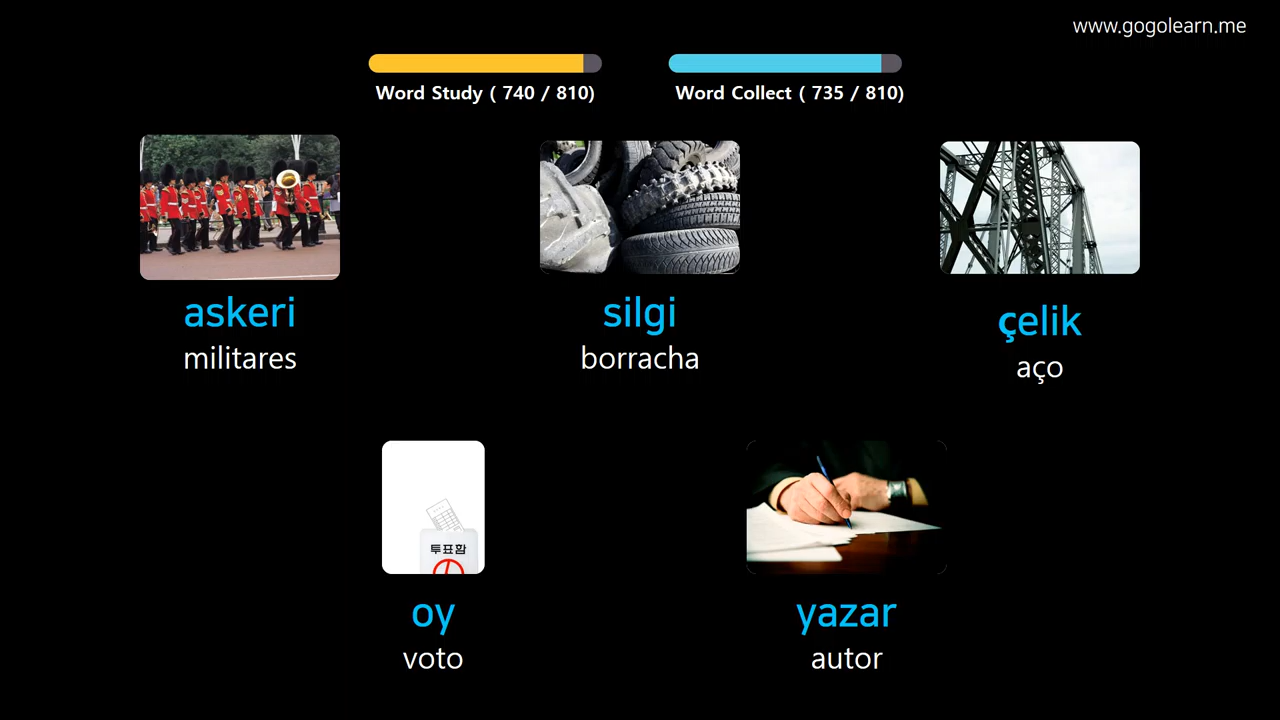 www.gogolearn.me
Word Study ( 740 / 810)
Word Collect ( 735 / 810)
askeri
militares
silgi
borracha
çelik
aço
투표함
oy
voto
yazar
autor